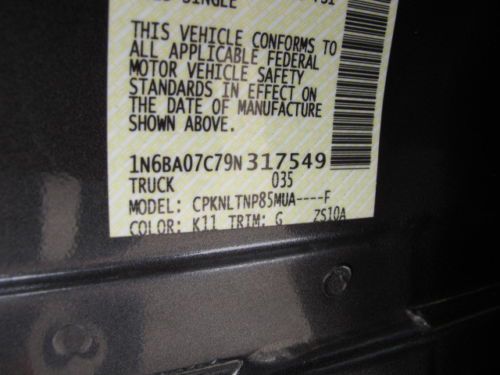 SINGLE
THIS VEHICLE CONFORMS TO
ALL APPLICABLE FEDERAL
MOTOR VEHICLE SAFETY
STANDARDS IN EFFECT ON
THE DATE OF MANUFACTURE
SHOWN ABOVE.
1N6BA07C79N317549
TRUCK 035
MODEL: CPKNLTNP85MUA----F
COLOR: K11 TRIM: G ZS10A